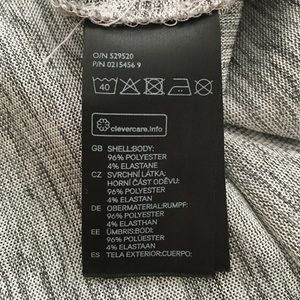 O/N 529520
P/N 0215456 9
40
clevercare.info
GB SHELL:BODY:
96% POLYESTER
4% ELASTANE
CZ SVRCHNÍ LÁTKA:
HORNÍ ČÁST ODĚVU:
96% POLYESTER
4% ELASTAN
DE OBERMATERIAL:RUMPF:
96% POLYESTER
4% ELASTHAN
EE ÜMBRIS:BODI:
96% POLÜESTER
4% ELASTAAN
ES TELA EXTERIOR:CUERPO: